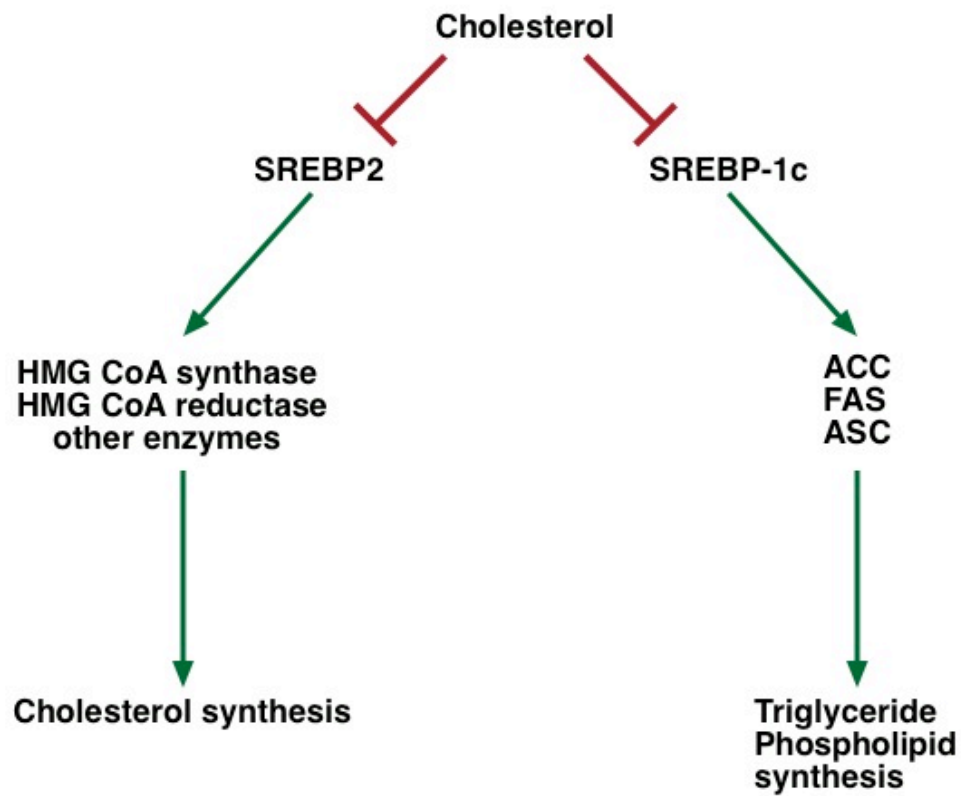 Cholesterol
SREBP2
SREBP-1c
HMG CoA synthase
HMG CoA reductase
other enzymes
ACC
FAS
ASC
Cholesterol synthesis
Triglyceride
Phospholipid
synthesis